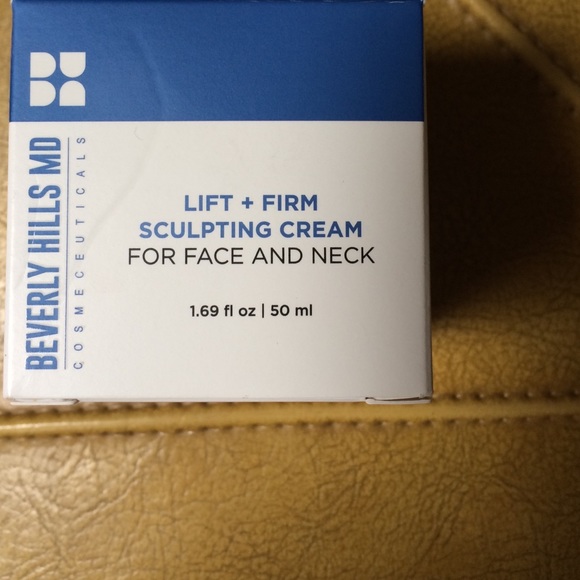 BEVERLY HILLS MD
COSMECEUTICALS
LIFT + FIRM
SCULPTING CREAM
FOR FACE AND NECK
1.69 fl oz | 50 ml